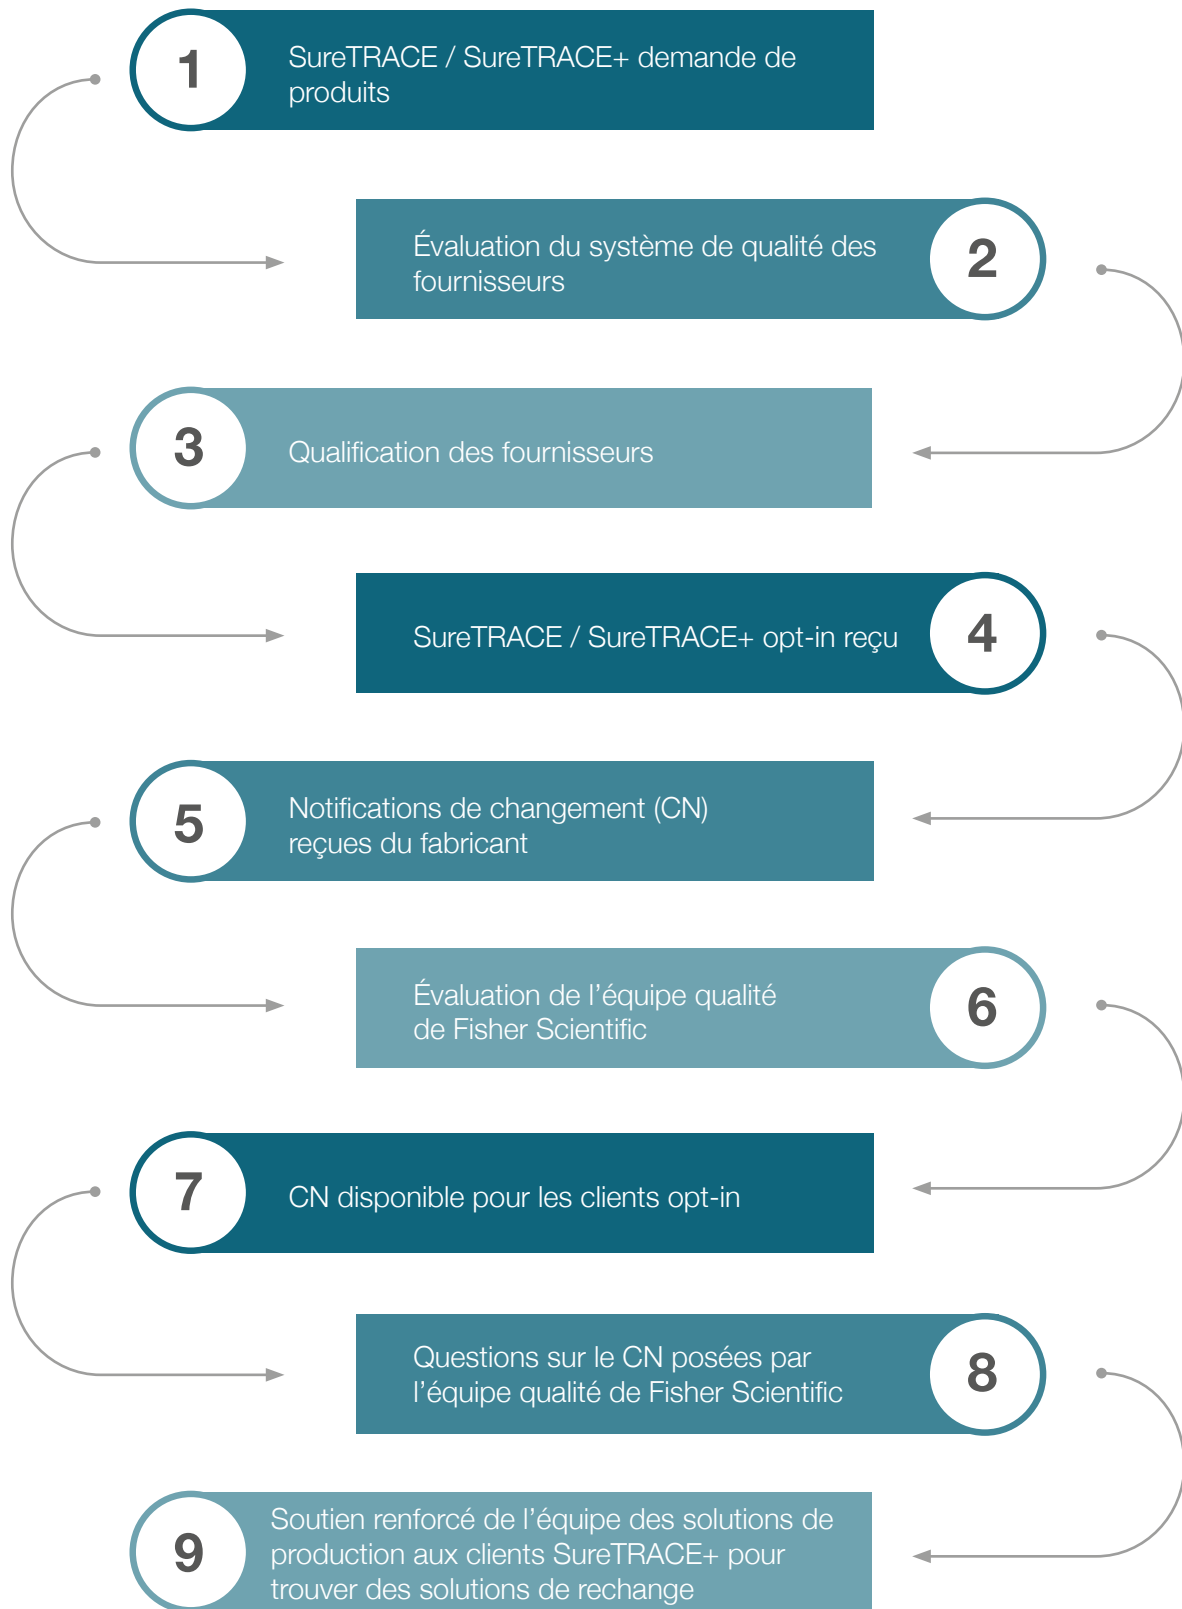 1
SureTRACE / SureTRACE+ demande de
produits
Évaluation du système de qualité des
fournisseurs
2
3
Qualification des fournisseurs
SureTRACE / SureTRACE+ opt-in reçu
4
5
Notifications de changement (CN)
reçues du fabricant
Évaluation de l’équipe qualité
de Fisher Scientific
6
7
CN disponible pour les clients opt-in
Questions sur le CN posées par
l’équipe qualité de Fisher Scientific
8
9
Soutien renforcé de l’équipe des solutions de
production aux clients SureTRACE+ pour
trouver des solutions de rechange